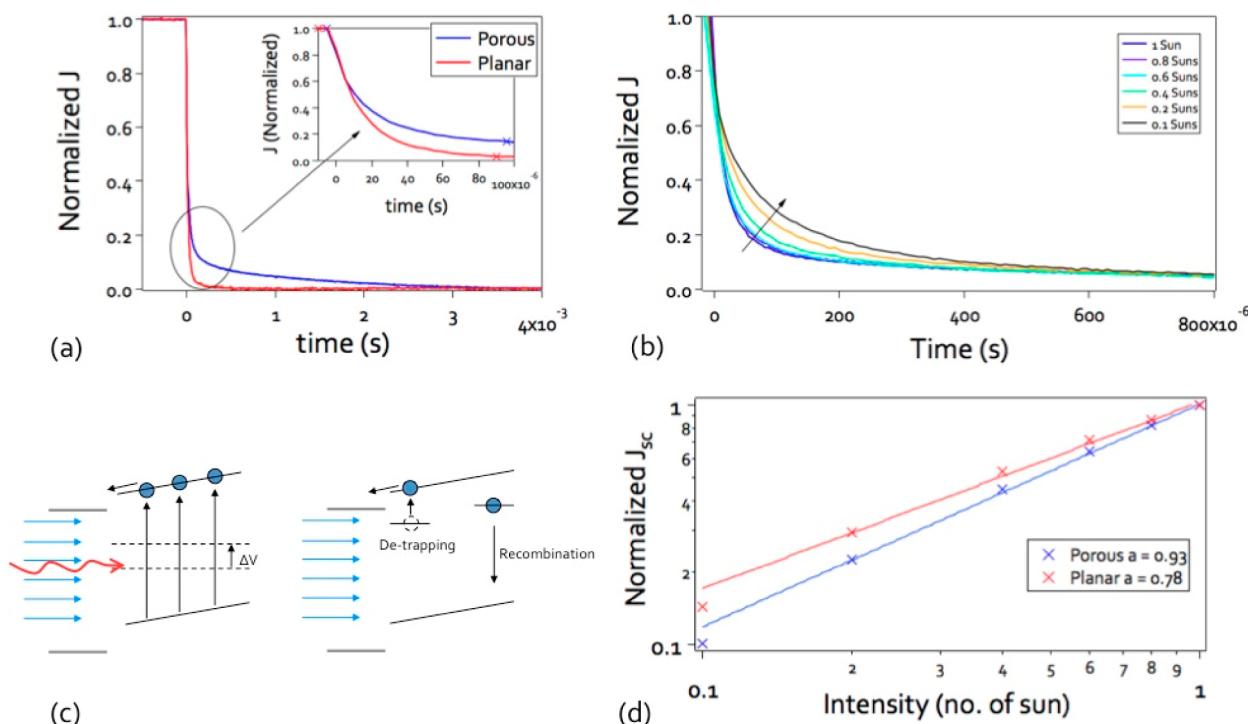 1.0
0.8
0.6
0.4
0.2
0.0
Normalized J
0
1
2
3
4x10⁻³
time (s)
(a)
1.0
0.8
0.6
0.4
0.2
0.0
J (Normalized)
0
20
40
60
80
100x10⁻⁶
time (s)
Porous
Planar
1.0
0.8
0.6
0.4
0.2
0.0
Nomalized J
0
200
400
600
800x10⁻⁶
Time (s)
(b)
1 Sun
0.8 Suns
0.6 Suns
0.4 Suns
0.2 Suns
0.1 Suns
ΔV
De-trapping
Recombination
(c)
1
8
6
4
2
0.1
Normalized Jsc
0.1
2
3
4
5
6
7
8
9
1
Intensity (no. of sun)
Porous a = 0.93
Planar a = 0.78
(d)